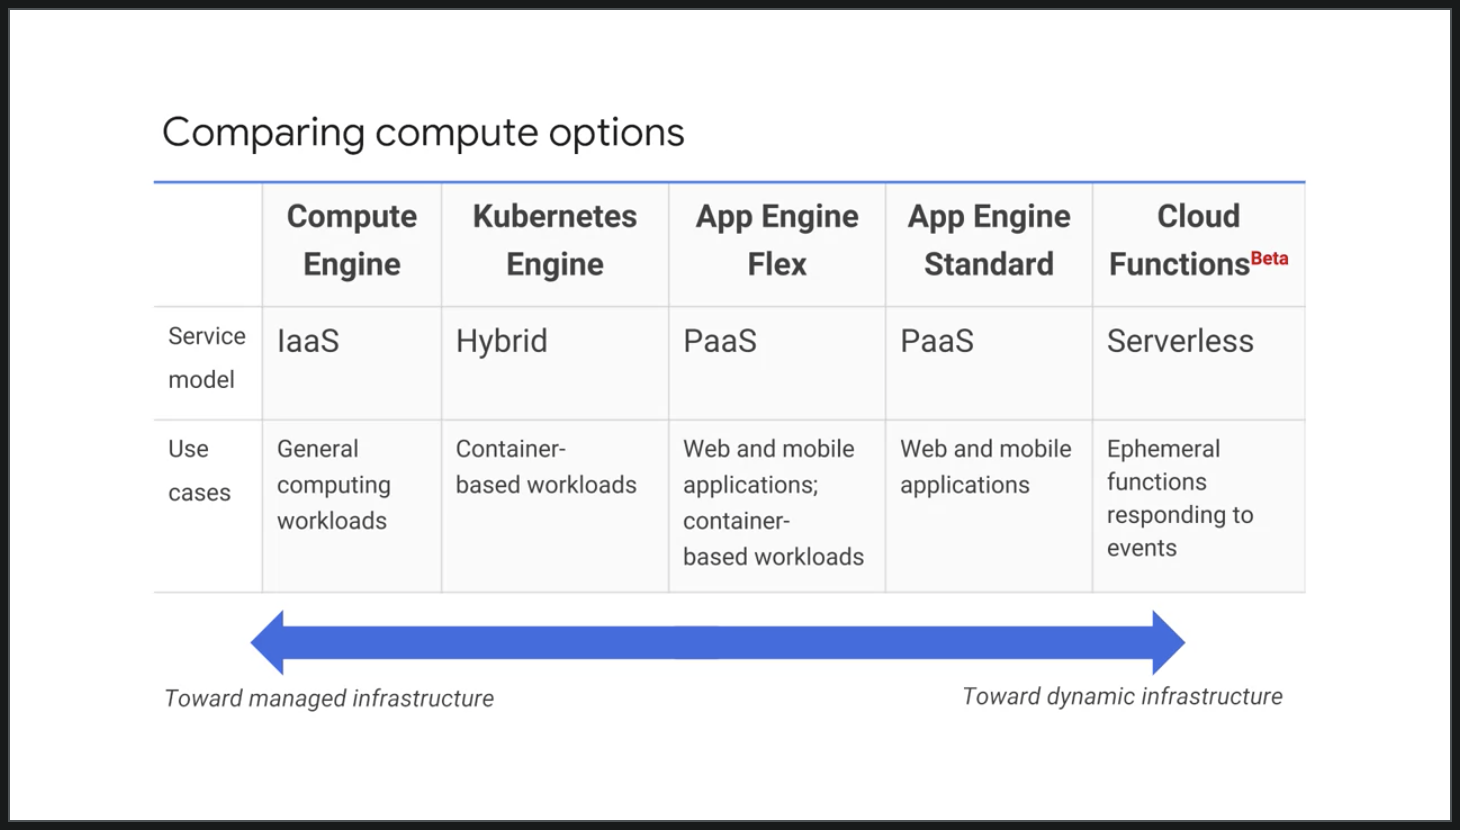 Comparing compute options
Compute
Engine
Kubernetes
Engine
App Engine
Flex
App Engine
Standard
Cloud
FunctionsBeta
Service
model
IaaS
Hybrid
PaaS
PaaS
Serverless
Use
cases
General
computing
workloads
Container-
based workloads
Web and mobile
applications;
container-
based workloads
Web and mobile
applications
Ephemeral
functions
responding to
events
Toward managed infrastructure
Toward dynamic infrastructure